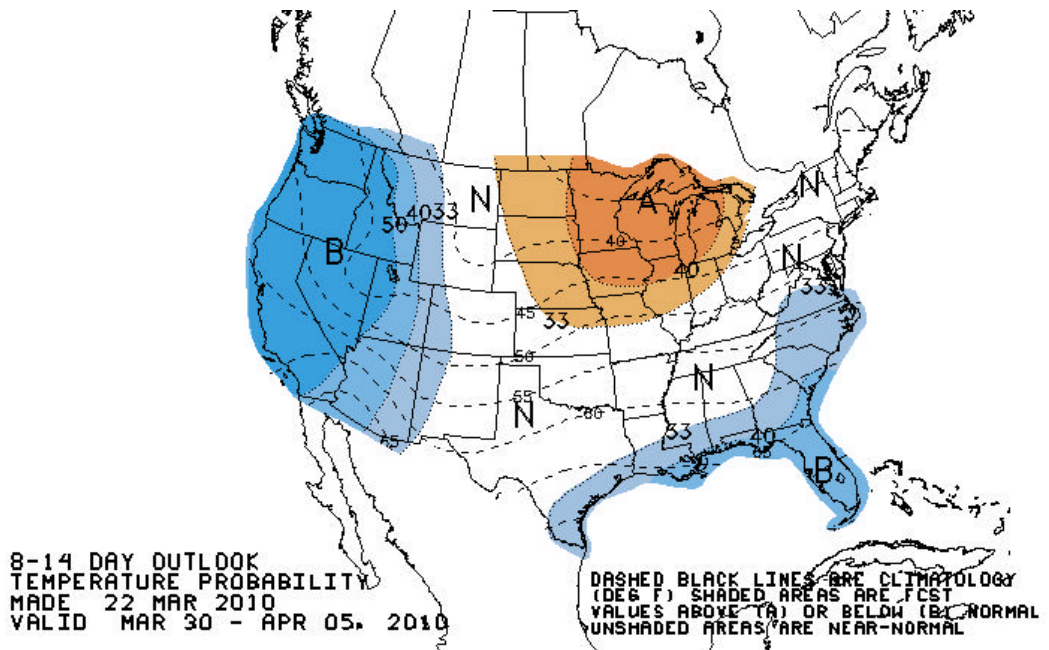 N
A
N
50 40 33
B
40
N
40
33
45
33
50
N
55
N
60
33
40
65
65
B
8-14 DAY OUTLOOK
TEMPERATURE PROBABILITY
MADE 22 MAR 2010
VALID MAR 30 - APR 05, 2010
DASHED BLACK LINES ARE CLIMATOLOGY
(DEG F) SHADED AREAS ARE FCST
VALUES ABOVE (A) OR BELOW (B) NORMAL
UNSHADED AREAS ARE NEAR-NORMAL